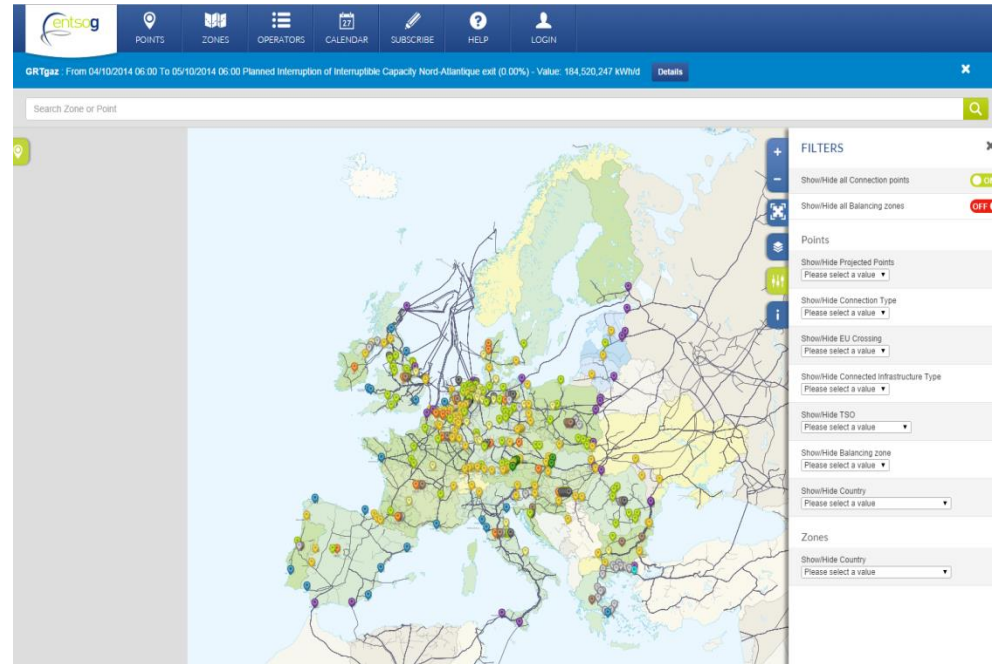 entsog
POINTS
ZONES
27
OPERATORS
CALENDAR
SUBSCRIBE
?
HELP
LOGIN
GRTgaz : From 04/10/2014 06:00 To 05/10/2014 06:00 Planned Interruption of Interruptible Capacity Nord-Atlantique exit (0.00%) - Value: 184,520,247 kWh/d
Details
Search Zone or Point
FILTERS
Show/Hide all Connection points
Show/Hide all Balancing zones
OFF
Points
Show/Hide Projected Points
Please select a value
Show/Hide Connection Type
Please select a value
Show/Hide EU Crossing
Please select a value
Show/Hide Connected Infrastructure Type
Please select a value
Show/Hide TSO
Please select a value
Show/Hide Balancing zone
Please select a value
Show/Hide Country
Please select a value
Zones
Show/Hide Country
Please select a value